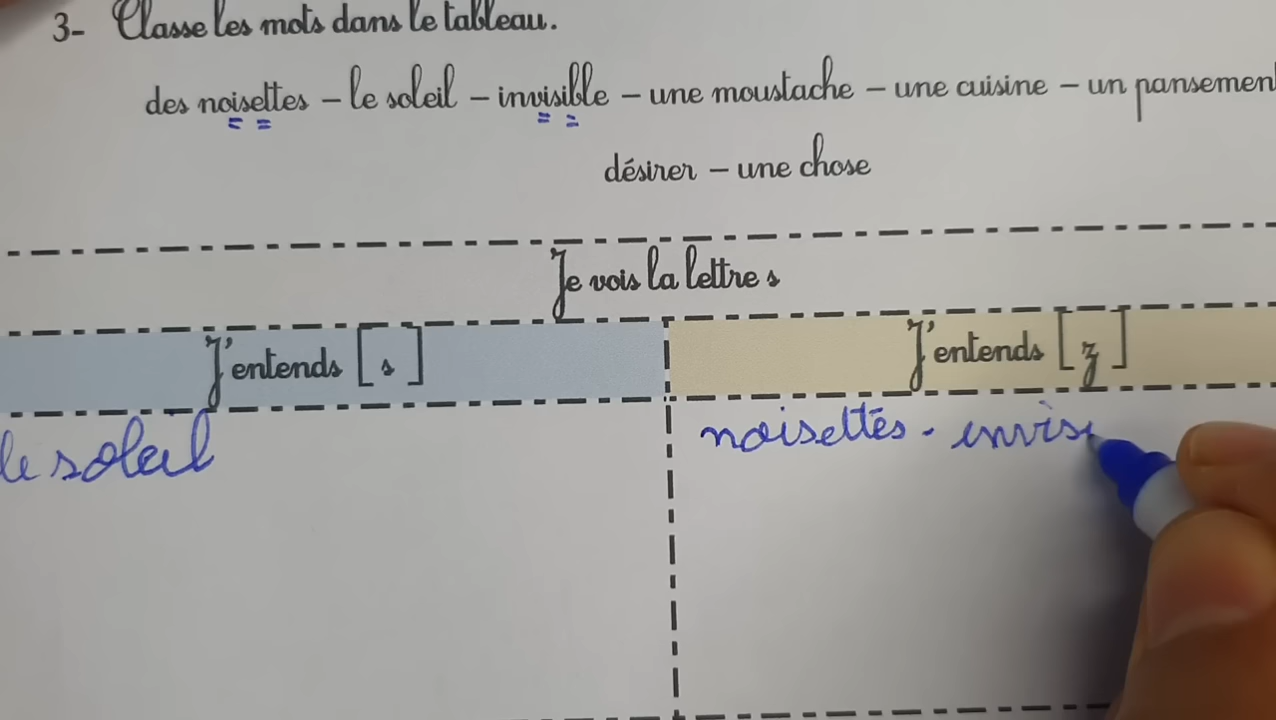 3- Classe les mots dans le tableau.
des noisettes - le soleil - invisible - une moustache - une cuisine - un pansemen
désirer - une chose
Je vois la lettre s
J'entends [s] J'entends [z]
le soleil noisettes. invisi